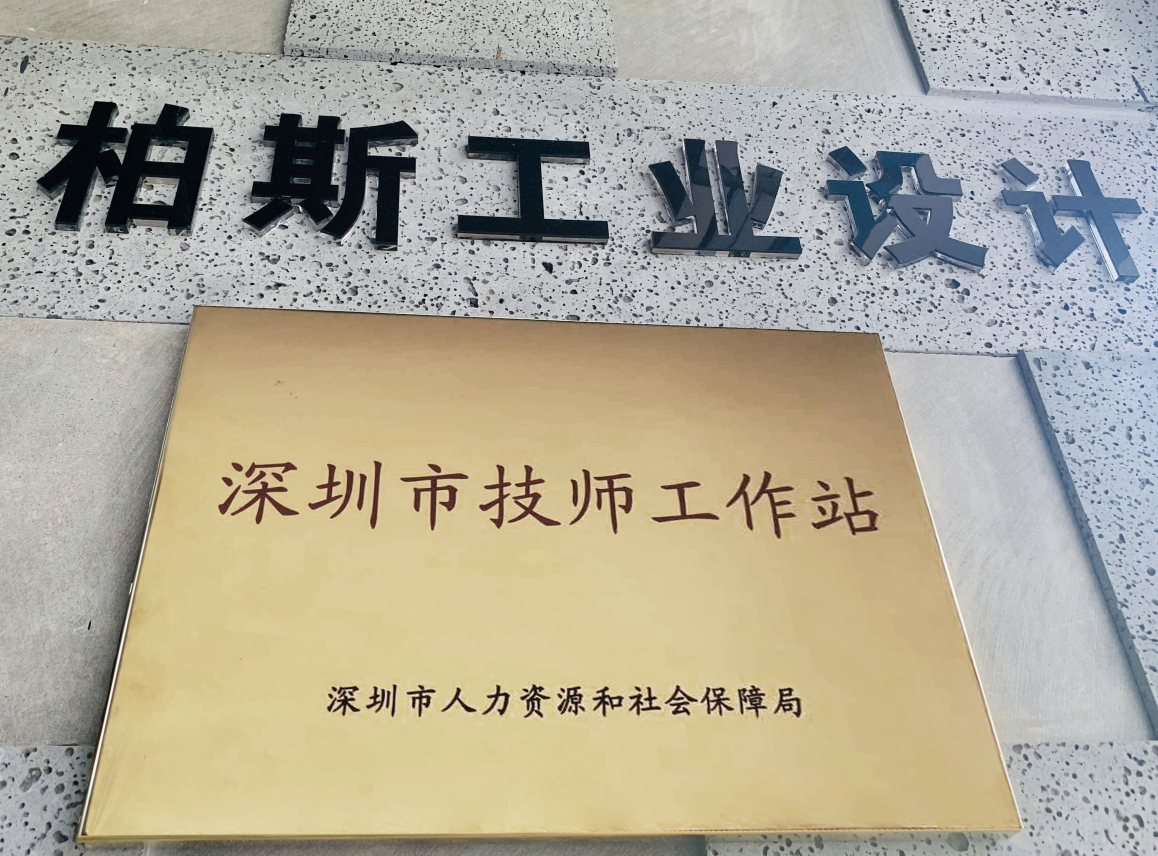 柏斯工业设计
深圳市技师工作站
深圳市人力资源和社会保障局